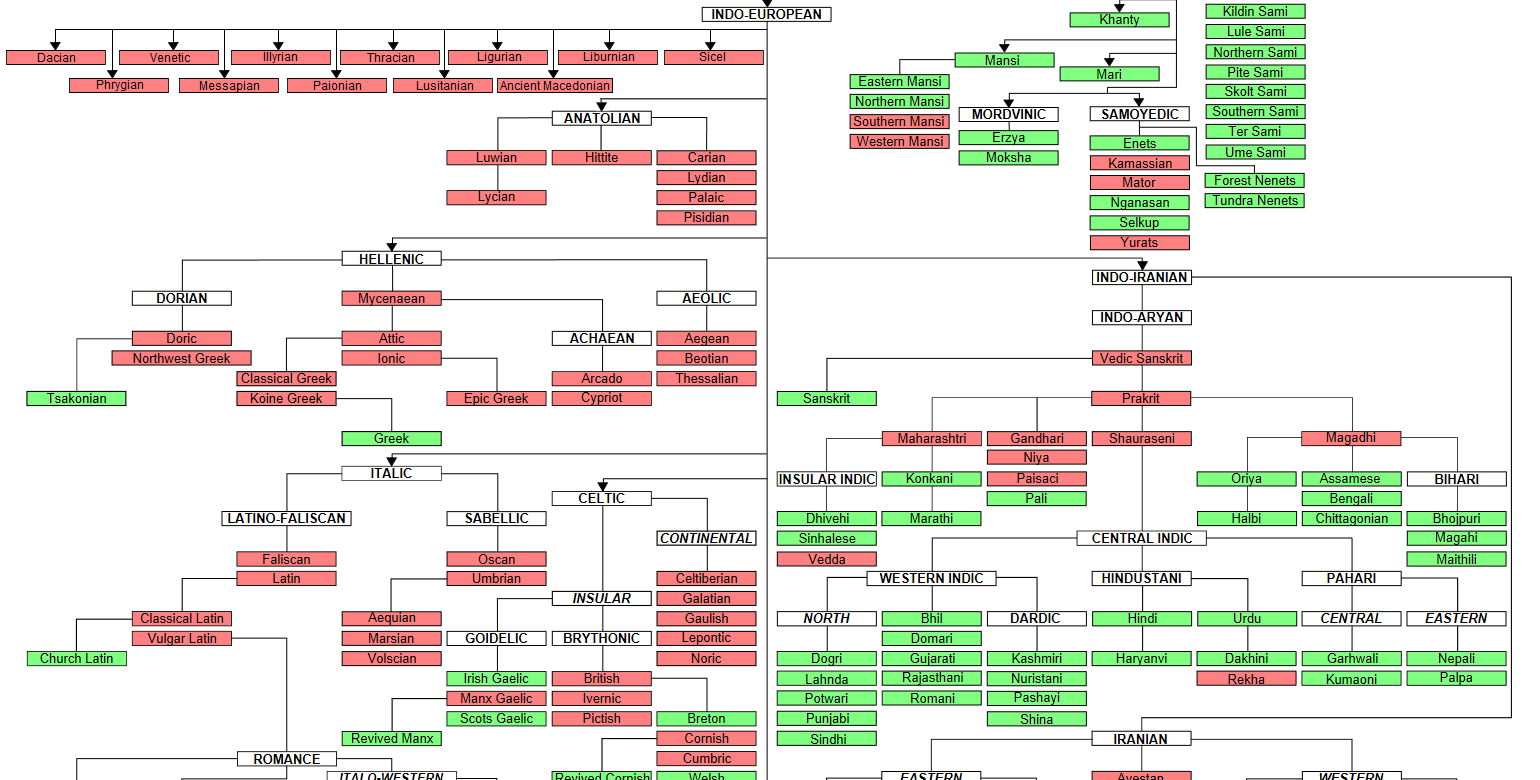 INDO-EUROPEAN
Dacian
Venetic
Illyrian
Thracian
Ligurian
Liburnian
Sicel
Phrygian
Messapian
Paionian
Lusitanian
Ancient Macedonian
ANATOLIAN
Luwian
Hittite
Carian
Lydian
Lycian
Palaic
Pisidian
HELLENIC
DORIAN
Mycenaean
AEOLIC
Doric
Attic
ACHAEAN
Aegean
Northwest Greek
Ionic
Beotian
Classical Greek
Arcado
Thessalian
Tsakonian
Koine Greek
Epic Greek
Cypriot
Greek
ITALIC
CELTIC
LATINO-FALISCAN
SABELLIC
CONTINENTAL
Faliscan
Oscan
Latin
Umbrian
Celtiberian
INSULAR
Galatian
Classical Latin
Aequian
Gaulish
Vulgar Latin
Marsian
GOIDELIC
BRYTHONIC
Lepontic
Church Latin
Volscian
Noric
Irish Gaelic
British
Manx Gaelic
Ivernic
Scots Gaelic
Pictish
Breton
Revived Manx
Cornish
ROMANCE
Cumbric
ITALO-WESTERN
Revived Cornish
Welsh
Khanty
Kildin Sami
Lule Sami
Northern Sami
Pite Sami
Skolt Sami
Southern Sami
Ter Sami
Ume Sami
Mansi
Mari
Eastern Mansi
Northern Mansi
Southern Mansi
Western Mansi
MORDVINIC
Erzya
Moksha
SAMOYEDIC
Enets
Kamassian
Mator
Nganasan
Selkup
Yurats
Forest Nenets
Tundra Nenets
INDO-IRANIAN
INDO-ARYAN
Vedic Sanskrit
Sanskrit
Prakrit
Maharashtri
Gandhari
Shauraseni
Magadhi
Niya
INSULAR INDIC
Konkani
Paisaci
Oriya
Assamese
BIHARI
Pali
Bengali
Dhivehi
Marathi
Halbi
Chittagonian
Bhojpuri
Sinhalese
CENTRAL INDIC
Magahi
Vedda
Maithili
WESTERN INDIC
HINDUSTANI
PAHARI
NORTH
Bhil
DARDIC
Hindi
Urdu
CENTRAL
EASTERN
Domari
Dogri
Gujarati
Kashmiri
Haryanvi
Dakhini
Garhwali
Nepali
Lahnda
Rajasthani
Nuristani
Rekha
Kumaoni
Palpa
Potwari
Romani
Pashayi
Punjabi
Shina
Sindhi
IRANIAN
EASTERN
Avestan
WESTERN